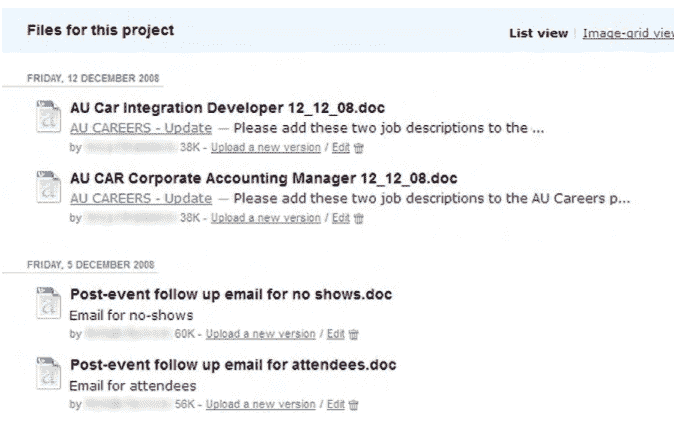 Files for this project
List view | Image-grid view
FRIDAY, 12 DECEMBER 2008
AU Car Integration Developer 12_12_08.doc
AU CAREERS - Update — Please add these two job descriptions to the ...
by 38K - Upload a new version / Edit
AU CAR Corporate Accounting Manager 12_12_08.doc
AU CAREERS - Update — Please add these two job descriptions to the AU Careers p...
by 38K - Upload a new version / Edit
FRIDAY, 5 DECEMBER 2008
Post-event follow up email for no shows.doc
Email for no-shows
by 60K - Upload a new version / Edit
Post-event follow up email for attendees.doc
Email for attendees
by 56K - Upload a new version / Edit